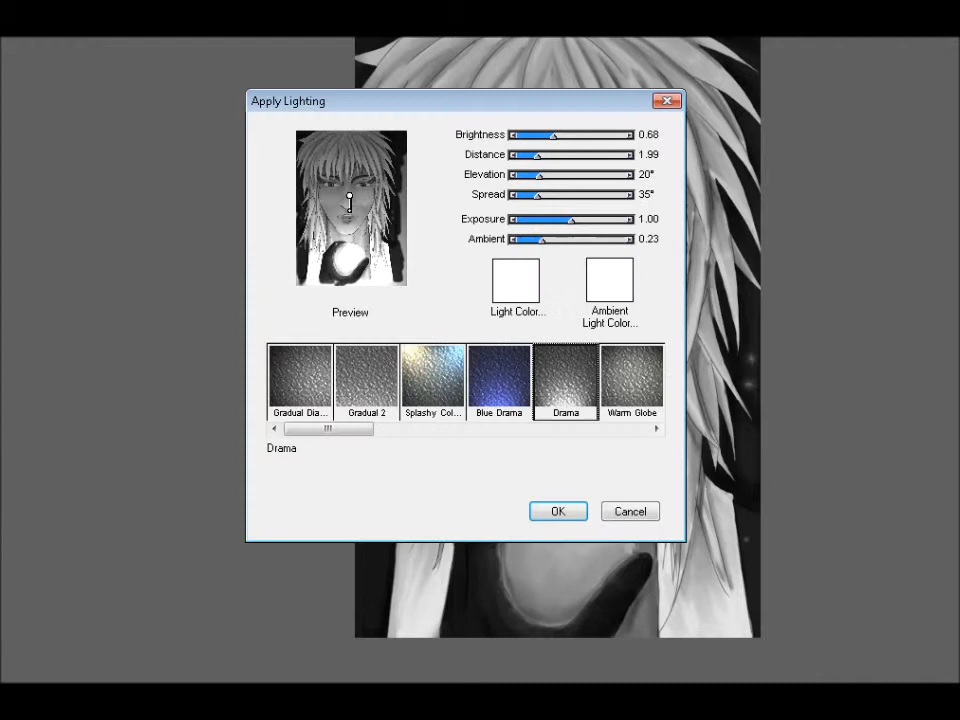 Apply Lighting
Brightness 0.68
Distance 1.99
Elevation 20°
Spread 35°
Exposure 1.00
Ambient 0.23
Light Color...
Ambient
Light Color...
Preview
Gradual Dia... Gradual 2 Splashy Col... Blue Drama Drama Warm Globe
Drama
OK Cancel